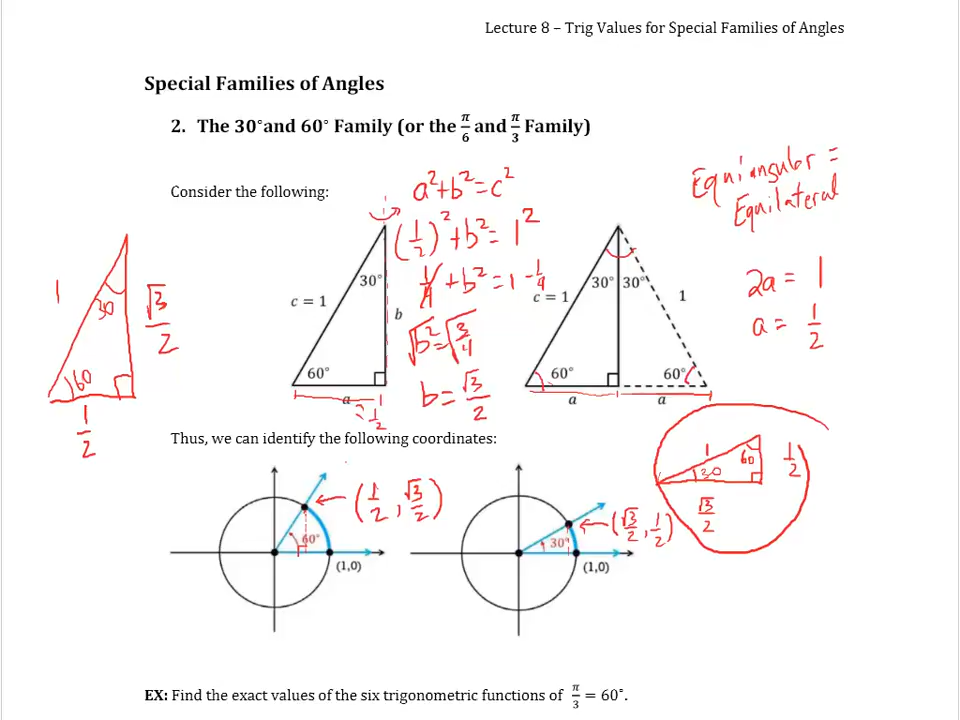 Lecture 8 – Trig Values for Special Families of Angles
Special Families of Angles
2. The 30°and 60° Family (or the π/6 and π/3 Family)
Consider the following:
a²+b²=c²
(1/2)²+b²=1²
1/4+b²=1-1/4
√b²=√3/4
b=√3/2
Equiangular =
Equilateral
2a = 1
a = 1/2
1
30
√3/2
60
1/2
30°
c = 1
b
60°
a
= 1/2
30° 30°
c = 1
1
60°
60°
a
a
Thus, we can identify the following coordinates:
1
60
30
1/2
√3/2
(1/2, √3/2)
60°
(1,0)
(√3/2, 1/2)
30°
(1,0)
EX: Find the exact values of the six trigonometric functions of π/3 = 60°.